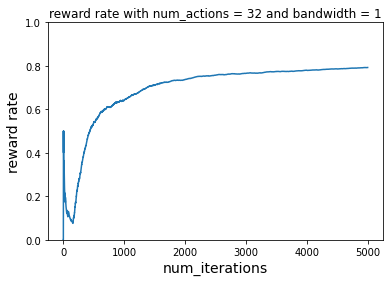 reward rate with num_actions = 32 and bandwidth = 1
1.0
0.8
0.6
0.4
0.2
0.0
reward rate
0 1000 2000 3000 4000 5000
num_iterations